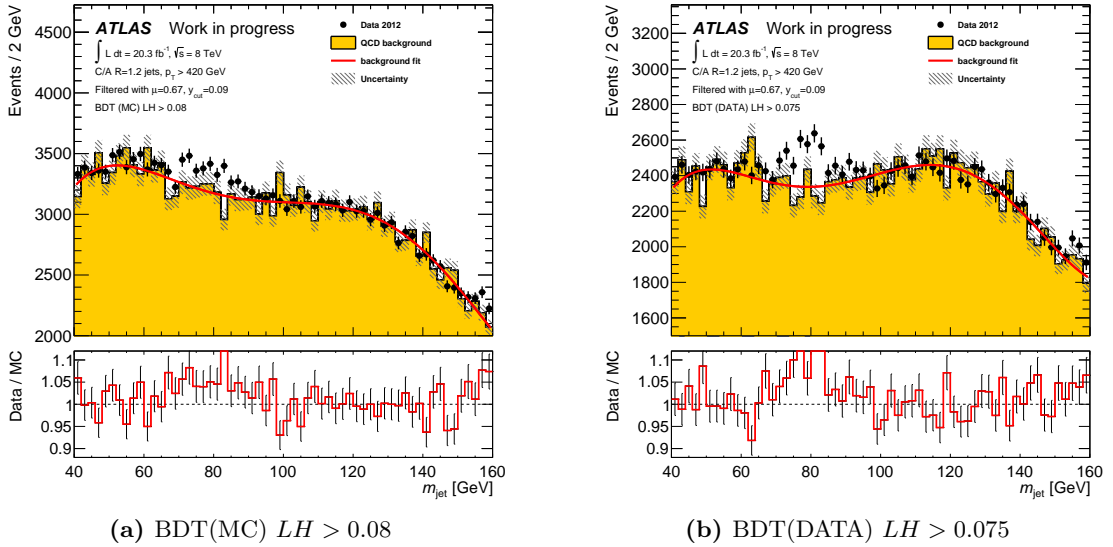 ATLAS Work in progress
∫ L dt = 20.3 fb⁻¹, √s = 8 TeV
C/A R=1.2 jets, p_T > 420 GeV
Filtered with μ=0.67, y_cut=0.09
BDT (MC) LH > 0.08
Data 2012
QCD background
background fit
Uncertainty
Events / 2 GeV
4500
4000
3500
3000
2500
2000
Data / MC
1.1
1.05
1
0.95
0.9
40 60 80 100 120 140 160
m_jet [GeV]
(a) BDT(MC) LH > 0.08
ATLAS Work in progress
∫ L dt = 20.3 fb⁻¹, √s = 8 TeV
C/A R=1.2 jets, p_T > 420 GeV
Filtered with μ=0.67, y_cut=0.09
BDT (DATA) LH > 0.075
Data 2012
QCD background
background fit
Uncertainty
Events / 2 GeV
3200
3000
2800
2600
2400
2200
2000
1800
1600
Data / MC
1.1
1.05
1
0.95
0.9
40 60 80 100 120 140 160
m_jet [GeV]
(b) BDT(DATA) LH > 0.075